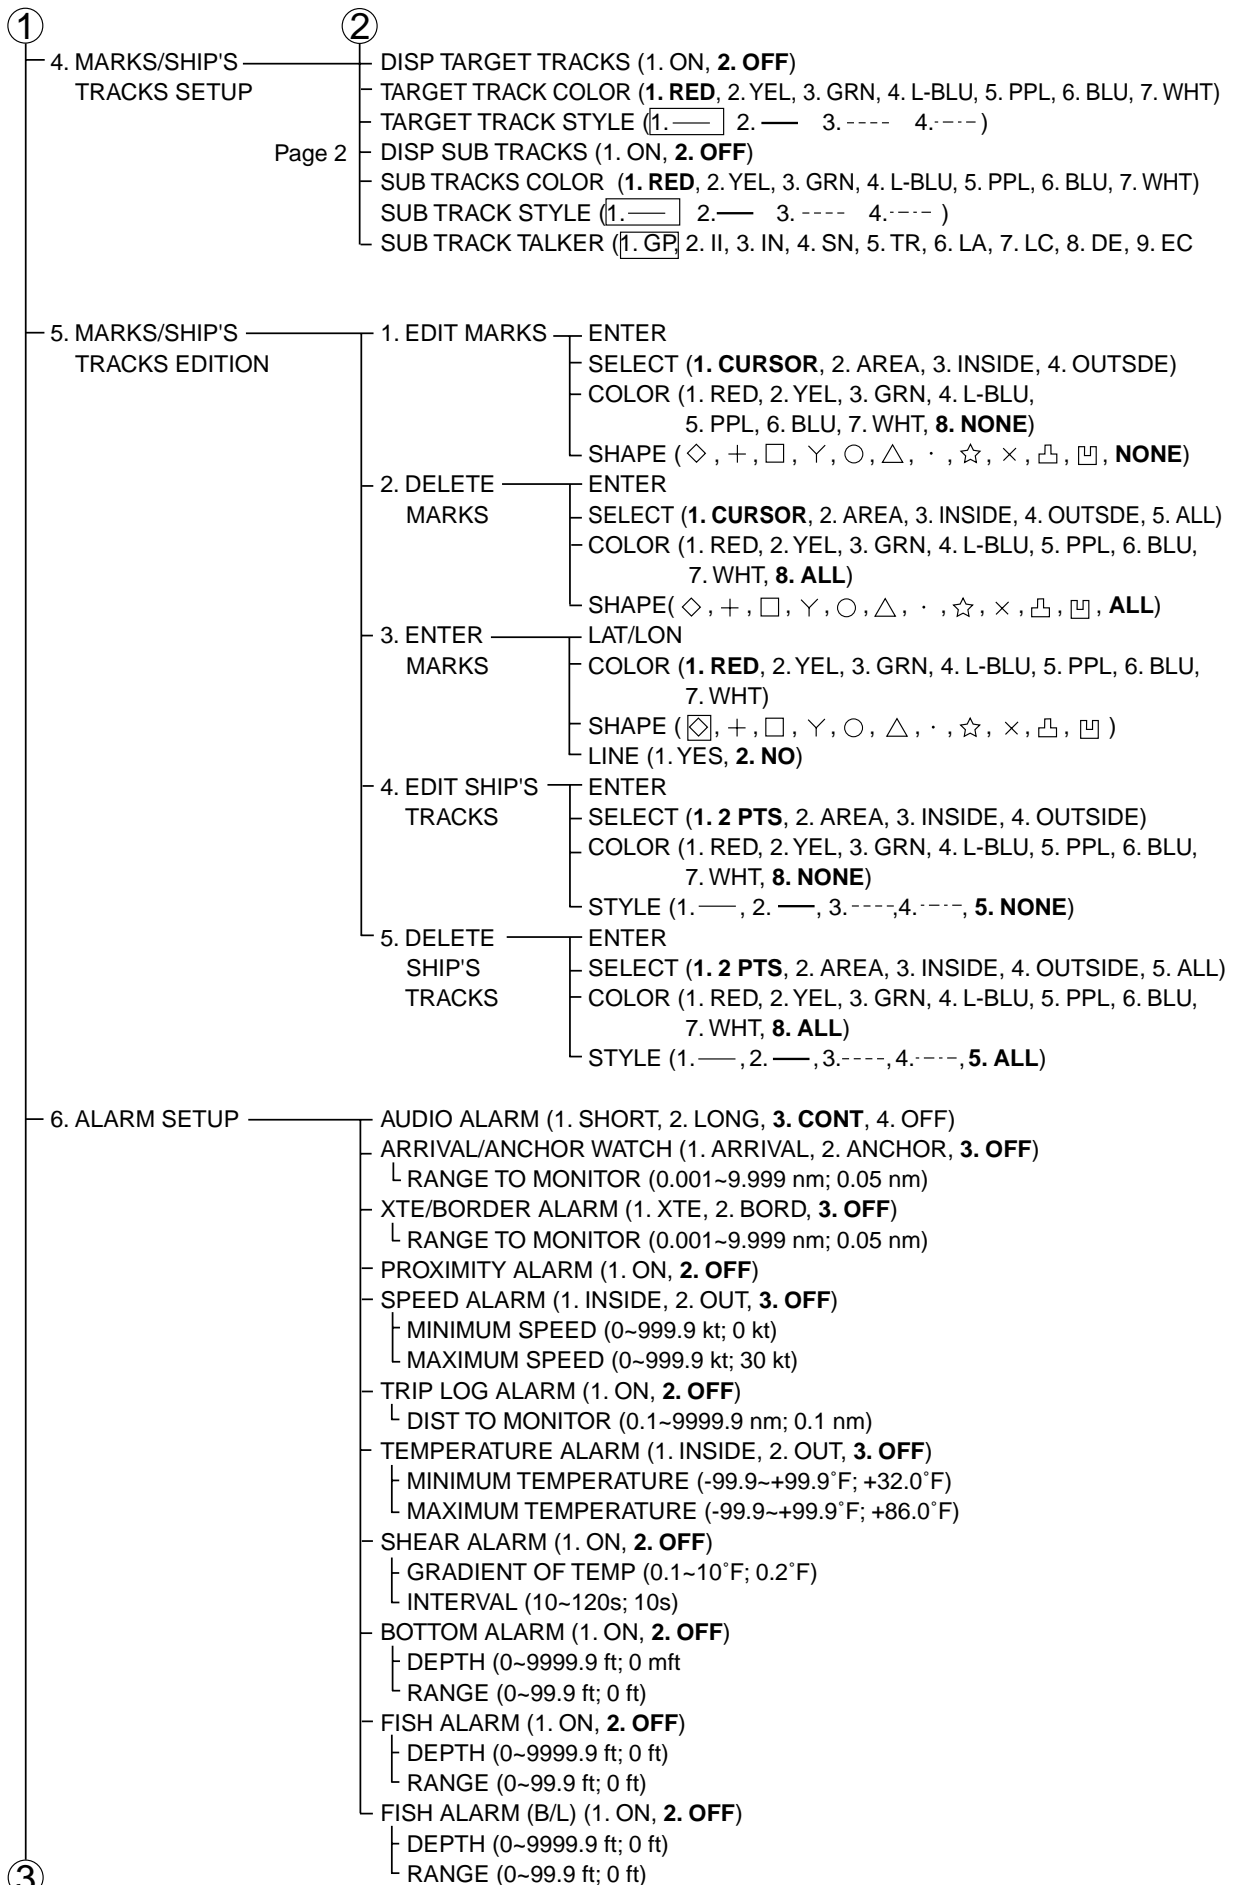 1 2
4. MARKS/SHIP'S
TRACKS SETUP
DISP TARGET TRACKS (1. ON, 2. OFF)
TARGET TRACK COLOR (1. RED, 2. YEL, 3. GRN, 4. L-BLU, 5. PPL, 6. BLU, 7. WHT)
TARGET TRACK STYLE (1. 2. 3. 4. )
Page 2
DISP SUB TRACKS (1. ON, 2. OFF)
SUB TRACKS COLOR (1. RED, 2. YEL, 3. GRN, 4. L-BLU, 5. PPL, 6. BLU, 7. WHT)
SUB TRACK STYLE (1. 2. 3. 4. )
SUB TRACK TALKER (1. GP, 2. II, 3. IN, 4. SN, 5. TR, 6. LA, 7. LC, 8. DE, 9. EC
5. MARKS/SHIP'S
TRACKS EDITION
1. EDIT MARKS
ENTER
SELECT (1. CURSOR, 2. AREA, 3. INSIDE, 4. OUTSDE)
COLOR (1. RED, 2. YEL, 3. GRN, 4. L-BLU,
5. PPL, 6. BLU, 7. WHT, 8. NONE)
SHAPE ( ◇ , + , □ , Y , ○ , △ , · , ☆ , × , 凸 , 凹 , NONE)
2. DELETE
MARKS
ENTER
SELECT (1. CURSOR, 2. AREA, 3. INSIDE, 4. OUTSDE, 5. ALL)
COLOR (1. RED, 2. YEL, 3. GRN, 4. L-BLU, 5. PPL, 6. BLU,
7. WHT, 8. ALL)
SHAPE( ◇ , + , □ , Y , ○ , △ , · , ☆ , × , 凸 , 凹 , ALL)
3. ENTER
MARKS
LAT/LON
COLOR (1. RED, 2. YEL, 3. GRN, 4. L-BLU, 5. PPL, 6. BLU,
7. WHT)
SHAPE ( ◇ , + , □ , Y , ○ , △ , · , ☆ , × , 凸 , 凹 )
LINE (1. YES, 2. NO)
4. EDIT SHIP'S
TRACKS
ENTER
SELECT (1. 2 PTS, 2. AREA, 3. INSIDE, 4. OUTSIDE)
COLOR (1. RED, 2. YEL, 3. GRN, 4. L-BLU, 5. PPL, 6. BLU,
7. WHT, 8. NONE)
STYLE (1. , 2. , 3. , 4. , 5. NONE)
5. DELETE
SHIP'S
TRACKS
ENTER
SELECT (1. 2 PTS, 2. AREA, 3. INSIDE, 4. OUTSIDE, 5. ALL)
COLOR (1. RED, 2. YEL, 3. GRN, 4. L-BLU, 5. PPL, 6. BLU,
7. WHT, 8. ALL)
STYLE (1. , 2. , 3. , 4. , 5. ALL)
6. ALARM SETUP
AUDIO ALARM (1. SHORT, 2. LONG, 3. CONT, 4. OFF)
ARRIVAL/ANCHOR WATCH (1. ARRIVAL, 2. ANCHOR, 3. OFF)
RANGE TO MONITOR (0.001~9.999 nm; 0.05 nm)
XTE/BORDER ALARM (1. XTE, 2. BORD, 3. OFF)
RANGE TO MONITOR (0.001~9.999 nm; 0.05 nm)
PROXIMITY ALARM (1. ON, 2. OFF)
SPEED ALARM (1. INSIDE, 2. OUT, 3. OFF)
MINIMUM SPEED (0~999.9 kt; 0 kt)
MAXIMUM SPEED (0~999.9 kt; 30 kt)
TRIP LOG ALARM (1. ON, 2. OFF)
DIST TO MONITOR (0.1~9999.9 nm; 0.1 nm)
TEMPERATURE ALARM (1. INSIDE, 2. OUT, 3. OFF)
MINIMUM TEMPERATURE (-99.9~+99.9˚F; +32.0˚F)
MAXIMUM TEMPERATURE (-99.9~+99.9˚F; +86.0˚F)
SHEAR ALARM (1. ON, 2. OFF)
GRADIENT OF TEMP (0.1~10˚F; 0.2˚F)
INTERVAL (10~120s; 10s)
BOTTOM ALARM (1. ON, 2. OFF)
DEPTH (0~9999.9 ft; 0 mft
RANGE (0~99.9 ft; 0 ft)
FISH ALARM (1. ON, 2. OFF)
DEPTH (0~9999.9 ft; 0 ft)
RANGE (0~99.9 ft; 0 ft)
FISH ALARM (B/L) (1. ON, 2. OFF)
DEPTH (0~9999.9 ft; 0 ft)
RANGE (0~99.9 ft; 0 ft)
3